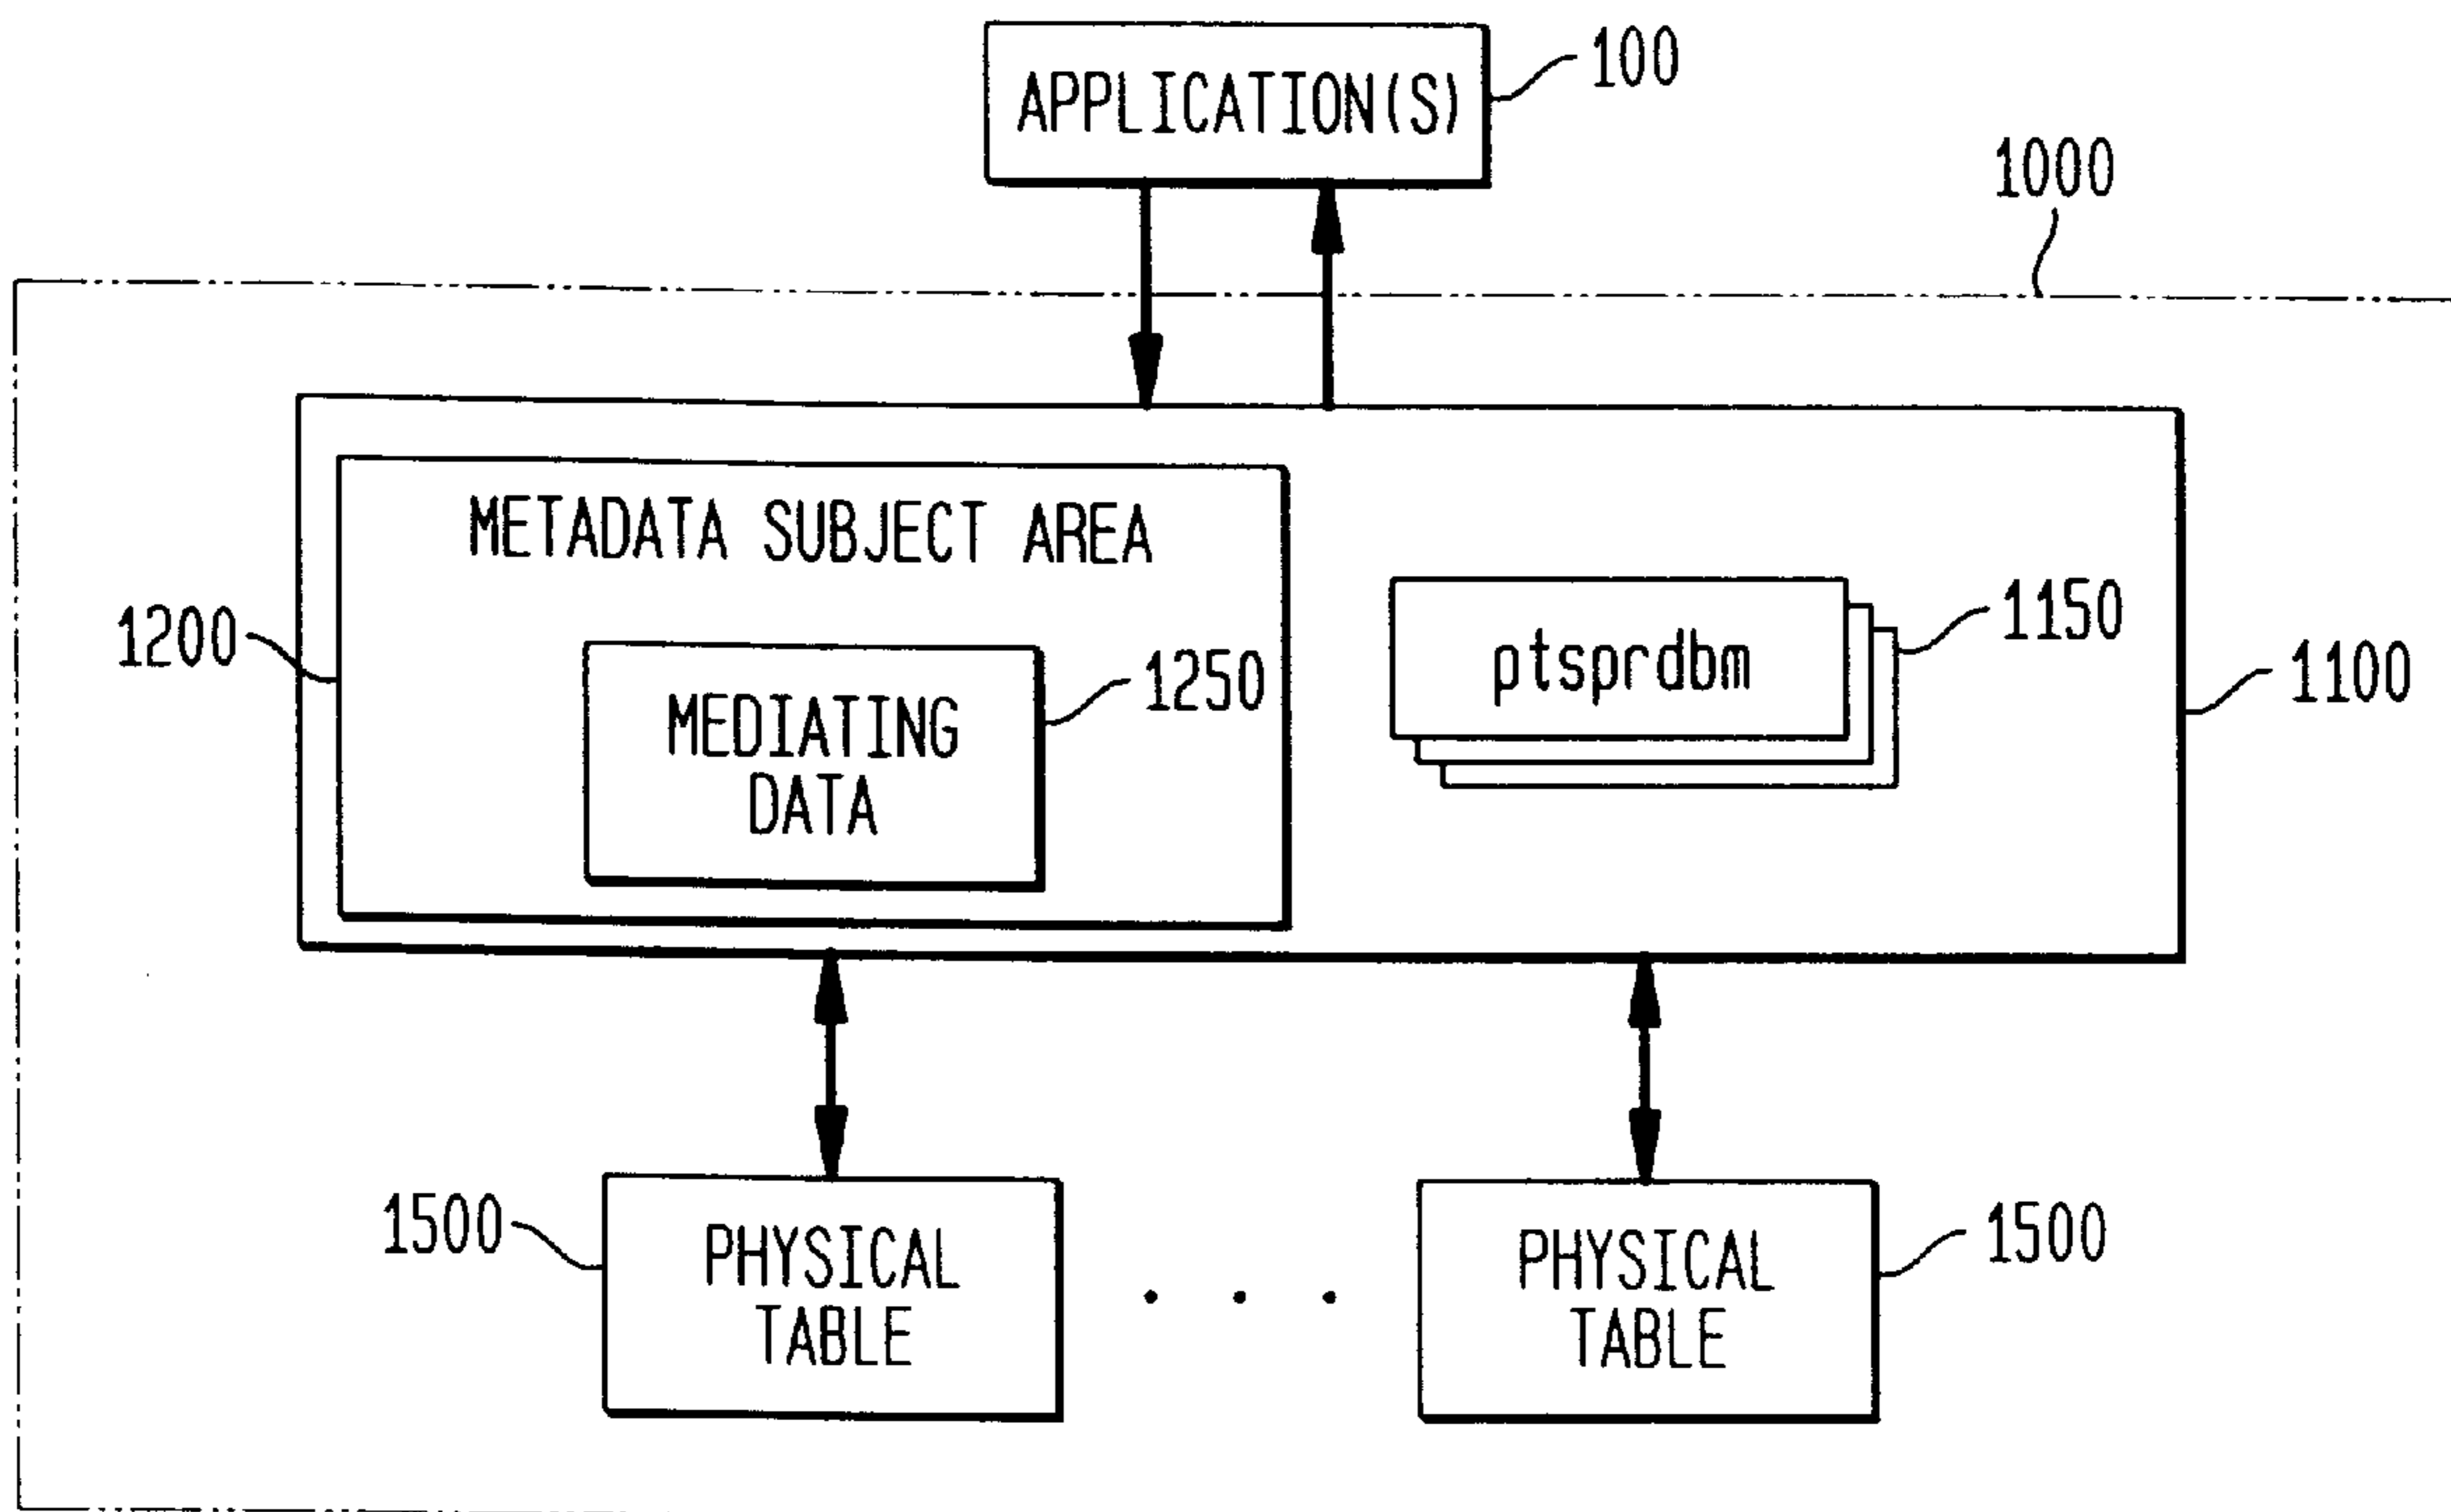 APPLICATION(S)
100
1000
METADATA SUBJECT AREA
1200
MEDIATING
DATA
1250
ptsprdbm
1150
1100
1500
PHYSICAL
TABLE
PHYSICAL
TABLE
1500